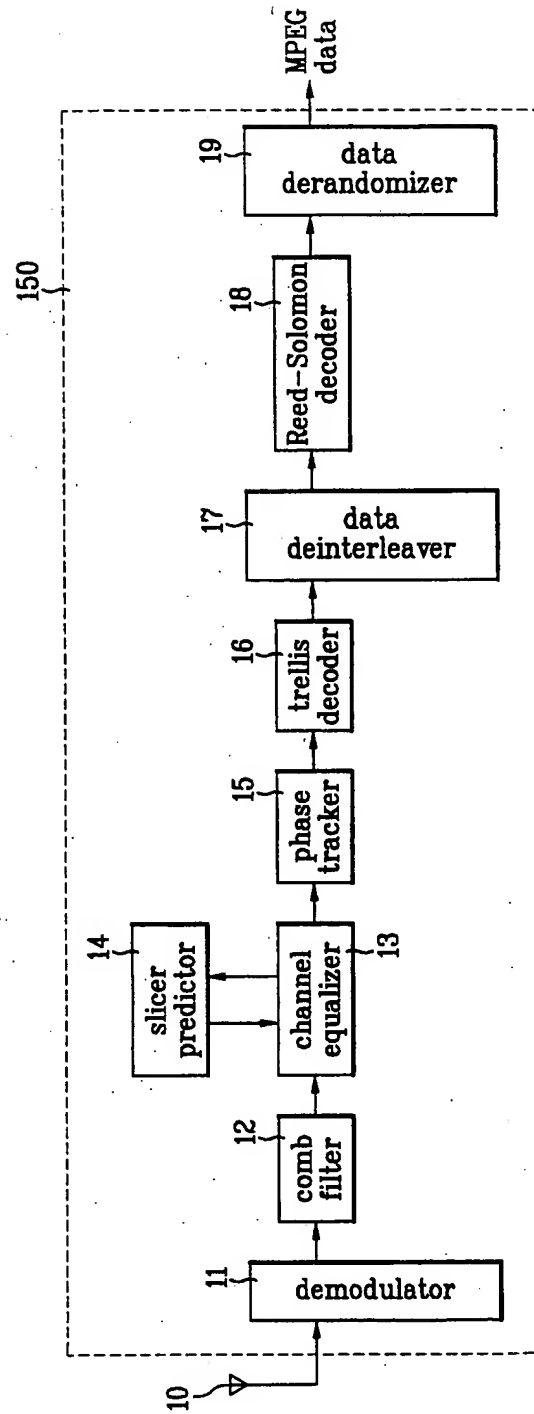 150
10
11
demodulator
12
comb
filter
13
channel
equalizer
14
slicer
predictor
15
phase
tracker
16
trellis
decoder
17
data
deinterleaver
18
Reed-Solomon
decoder
19
data
derandomizer
MPEG
data